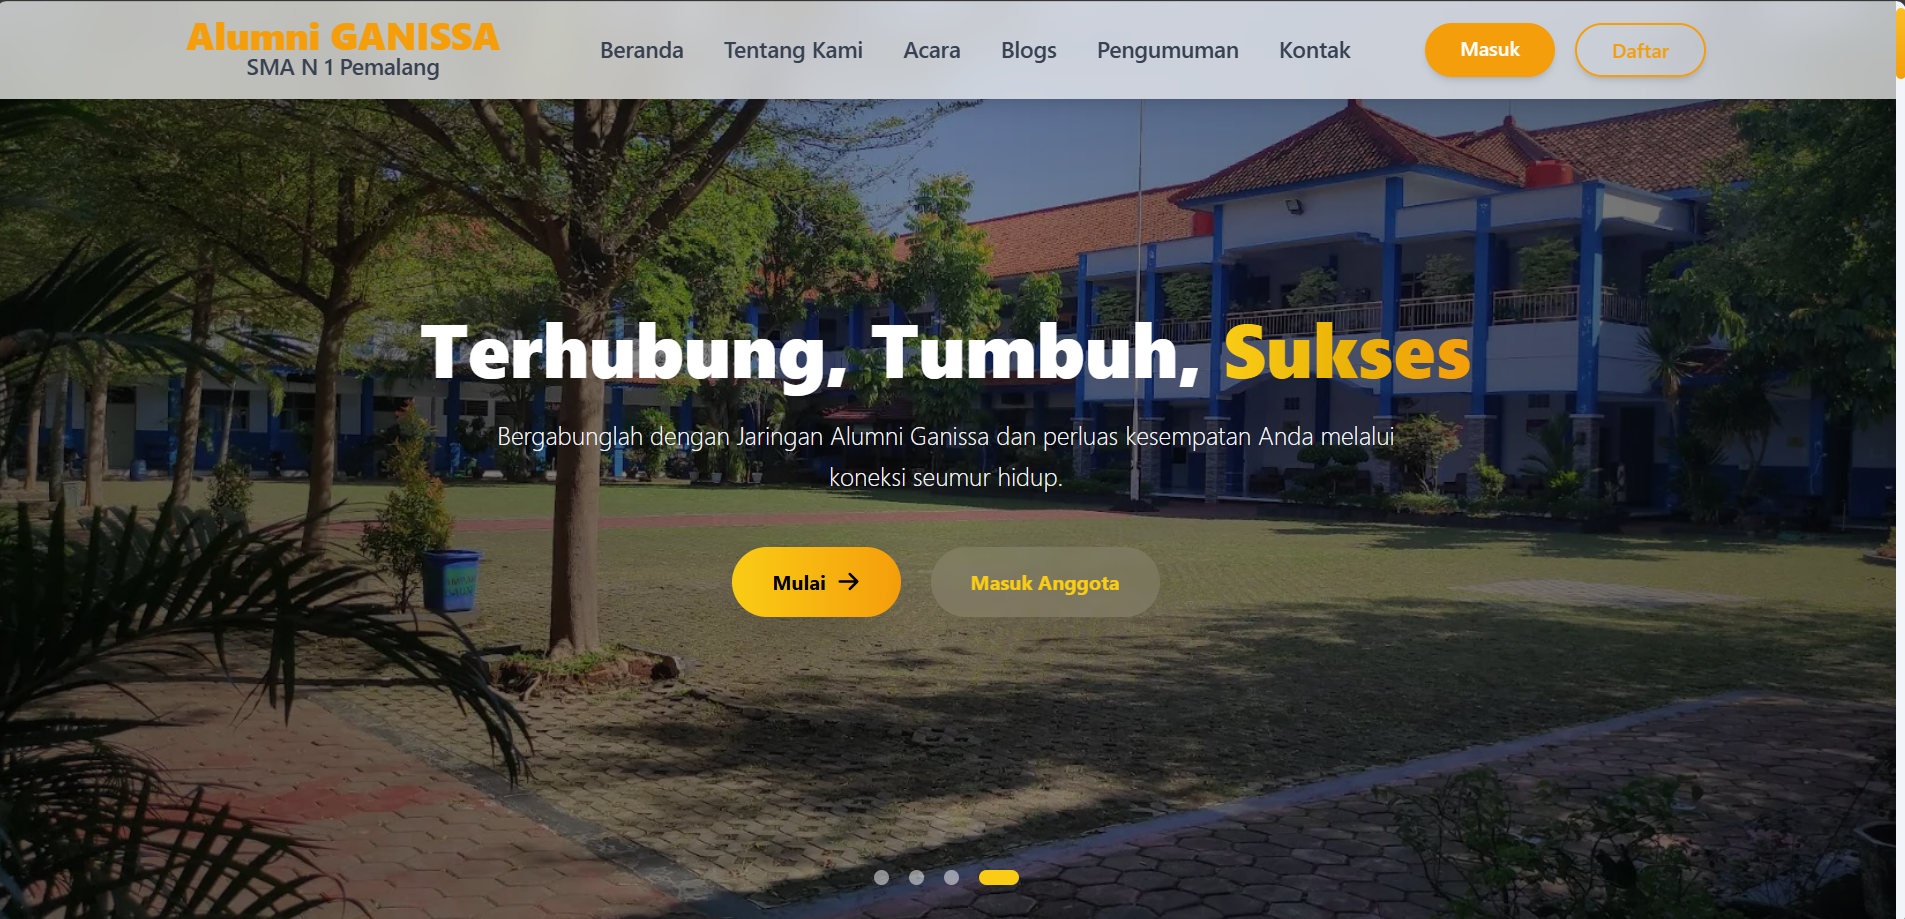 Alumni GANISSA
SMA N 1 Pemalang
Beranda
Tentang Kami
Acara
Blogs
Pengumuman
Kontak
Masuk
Daftar
Terhubung, Tumbuh, Sukses
Bergabunglah dengan Jaringan Alumni Ganissa dan perluas kesempatan Anda melalui
koneksi seumur hidup.
Mulai →
Masuk Anggota